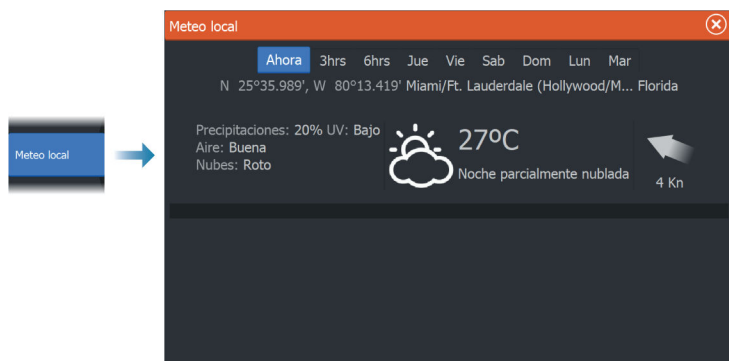 Meteo local
Ahora 3hrs 6hrs Jue Vie Sab Dom Lun Mar
N 25°35.989', W 80°13.419' Miami/Ft. Lauderdale (Hollywood/M... Florida
Precipitaciones: 20% UV: Bajo
Aire: Buena
Nubes: Roto
27ºC
Noche parcialmente nublada
4 Kn
Meteo local